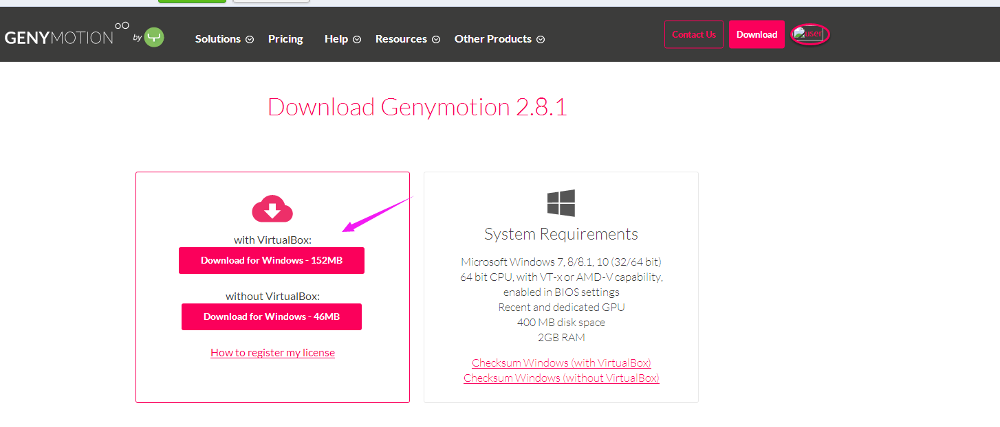 GENYMOTION by
Solutions
Pricing
Help
Resources
Other Products
Contact Us
Download
user
Download Genymotion 2.8.1
with VirtualBox:
Download for Windows - 152MB
without VirtualBox:
Download for Windows - 46MB
How to register my license
System Requirements
Microsoft Windows 7, 8/8.1, 10 (32/64 bit)
64 bit CPU, with VT-x or AMD-V capability,
enabled in BIOS settings
Recent and dedicated GPU
400 MB disk space
2GB RAM
Checksum Windows (with VirtualBox)
Checksum Windows (without VirtualBox)